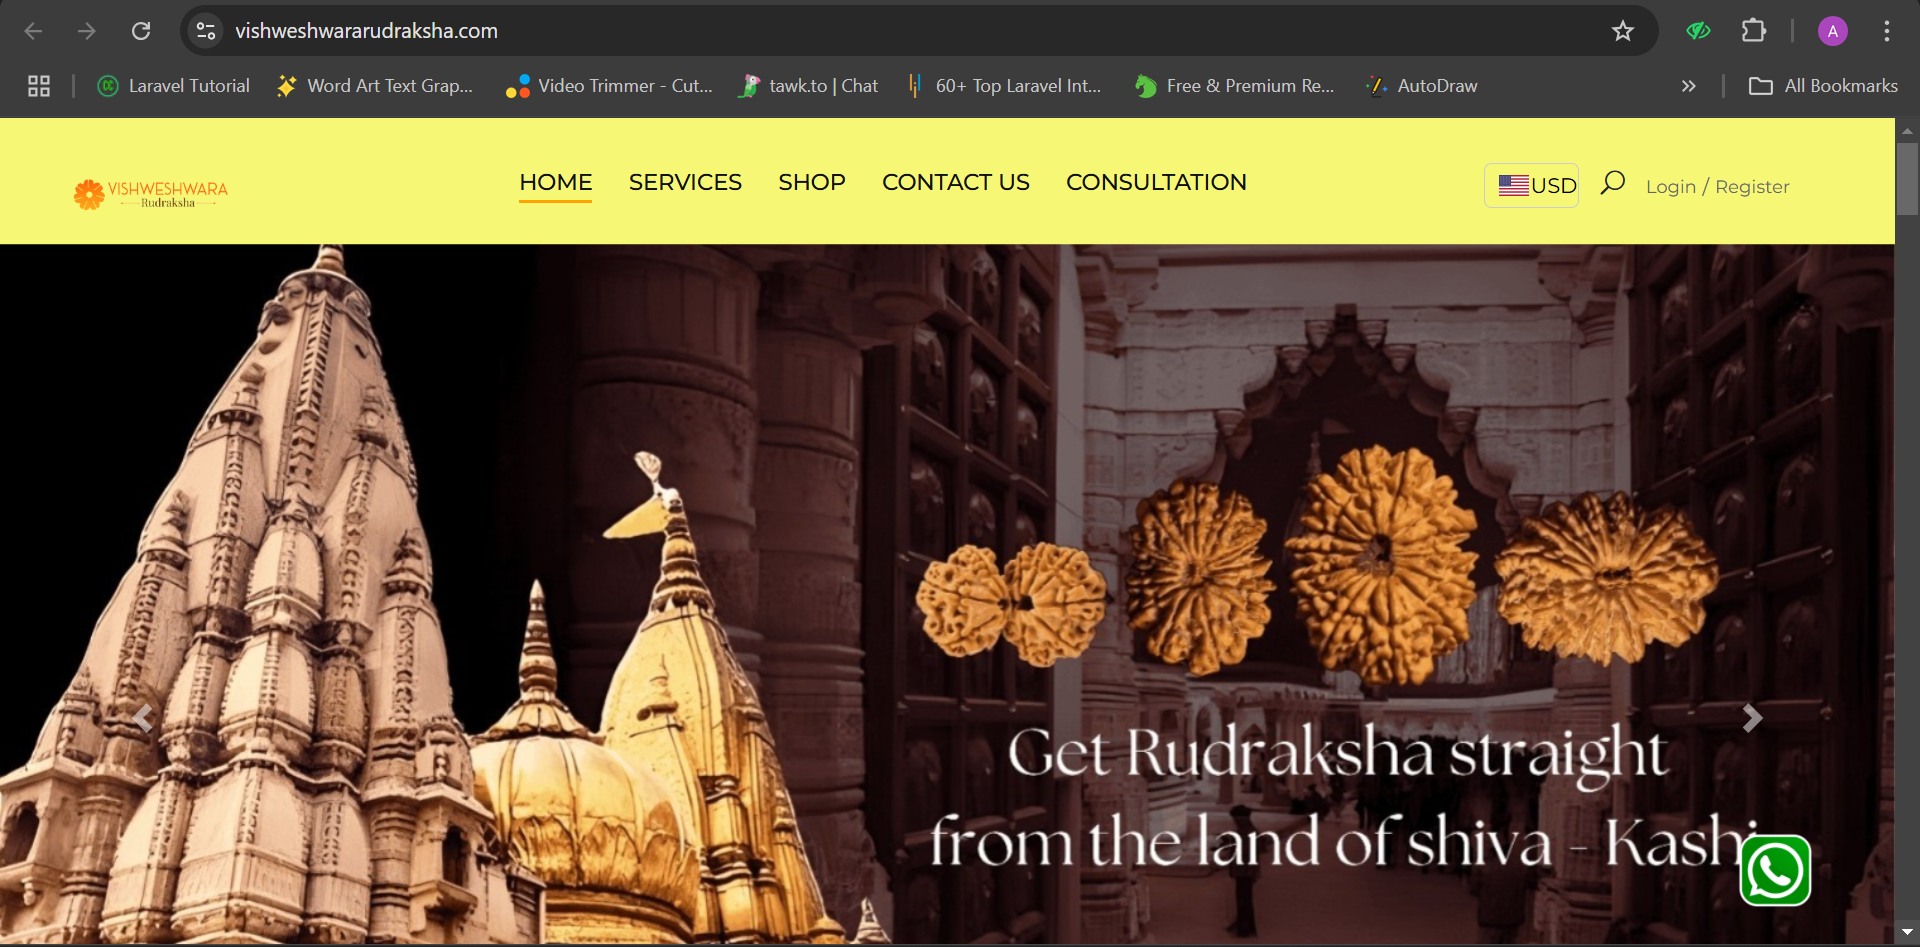 vishweshwararudraksha.com
A
Laravel Tutorial
Word Art Text Grap...
Video Trimmer - Cut...
tawk.to | Chat
60+ Top Laravel Int...
Free & Premium Re...
AutoDraw
All Bookmarks
VISHWESHWARA
Rudraksha
HOME
SERVICES
SHOP
CONTACT US
CONSULTATION
USD
Login / Register
Get Rudraksha straight
from the land of shiva - Kashi